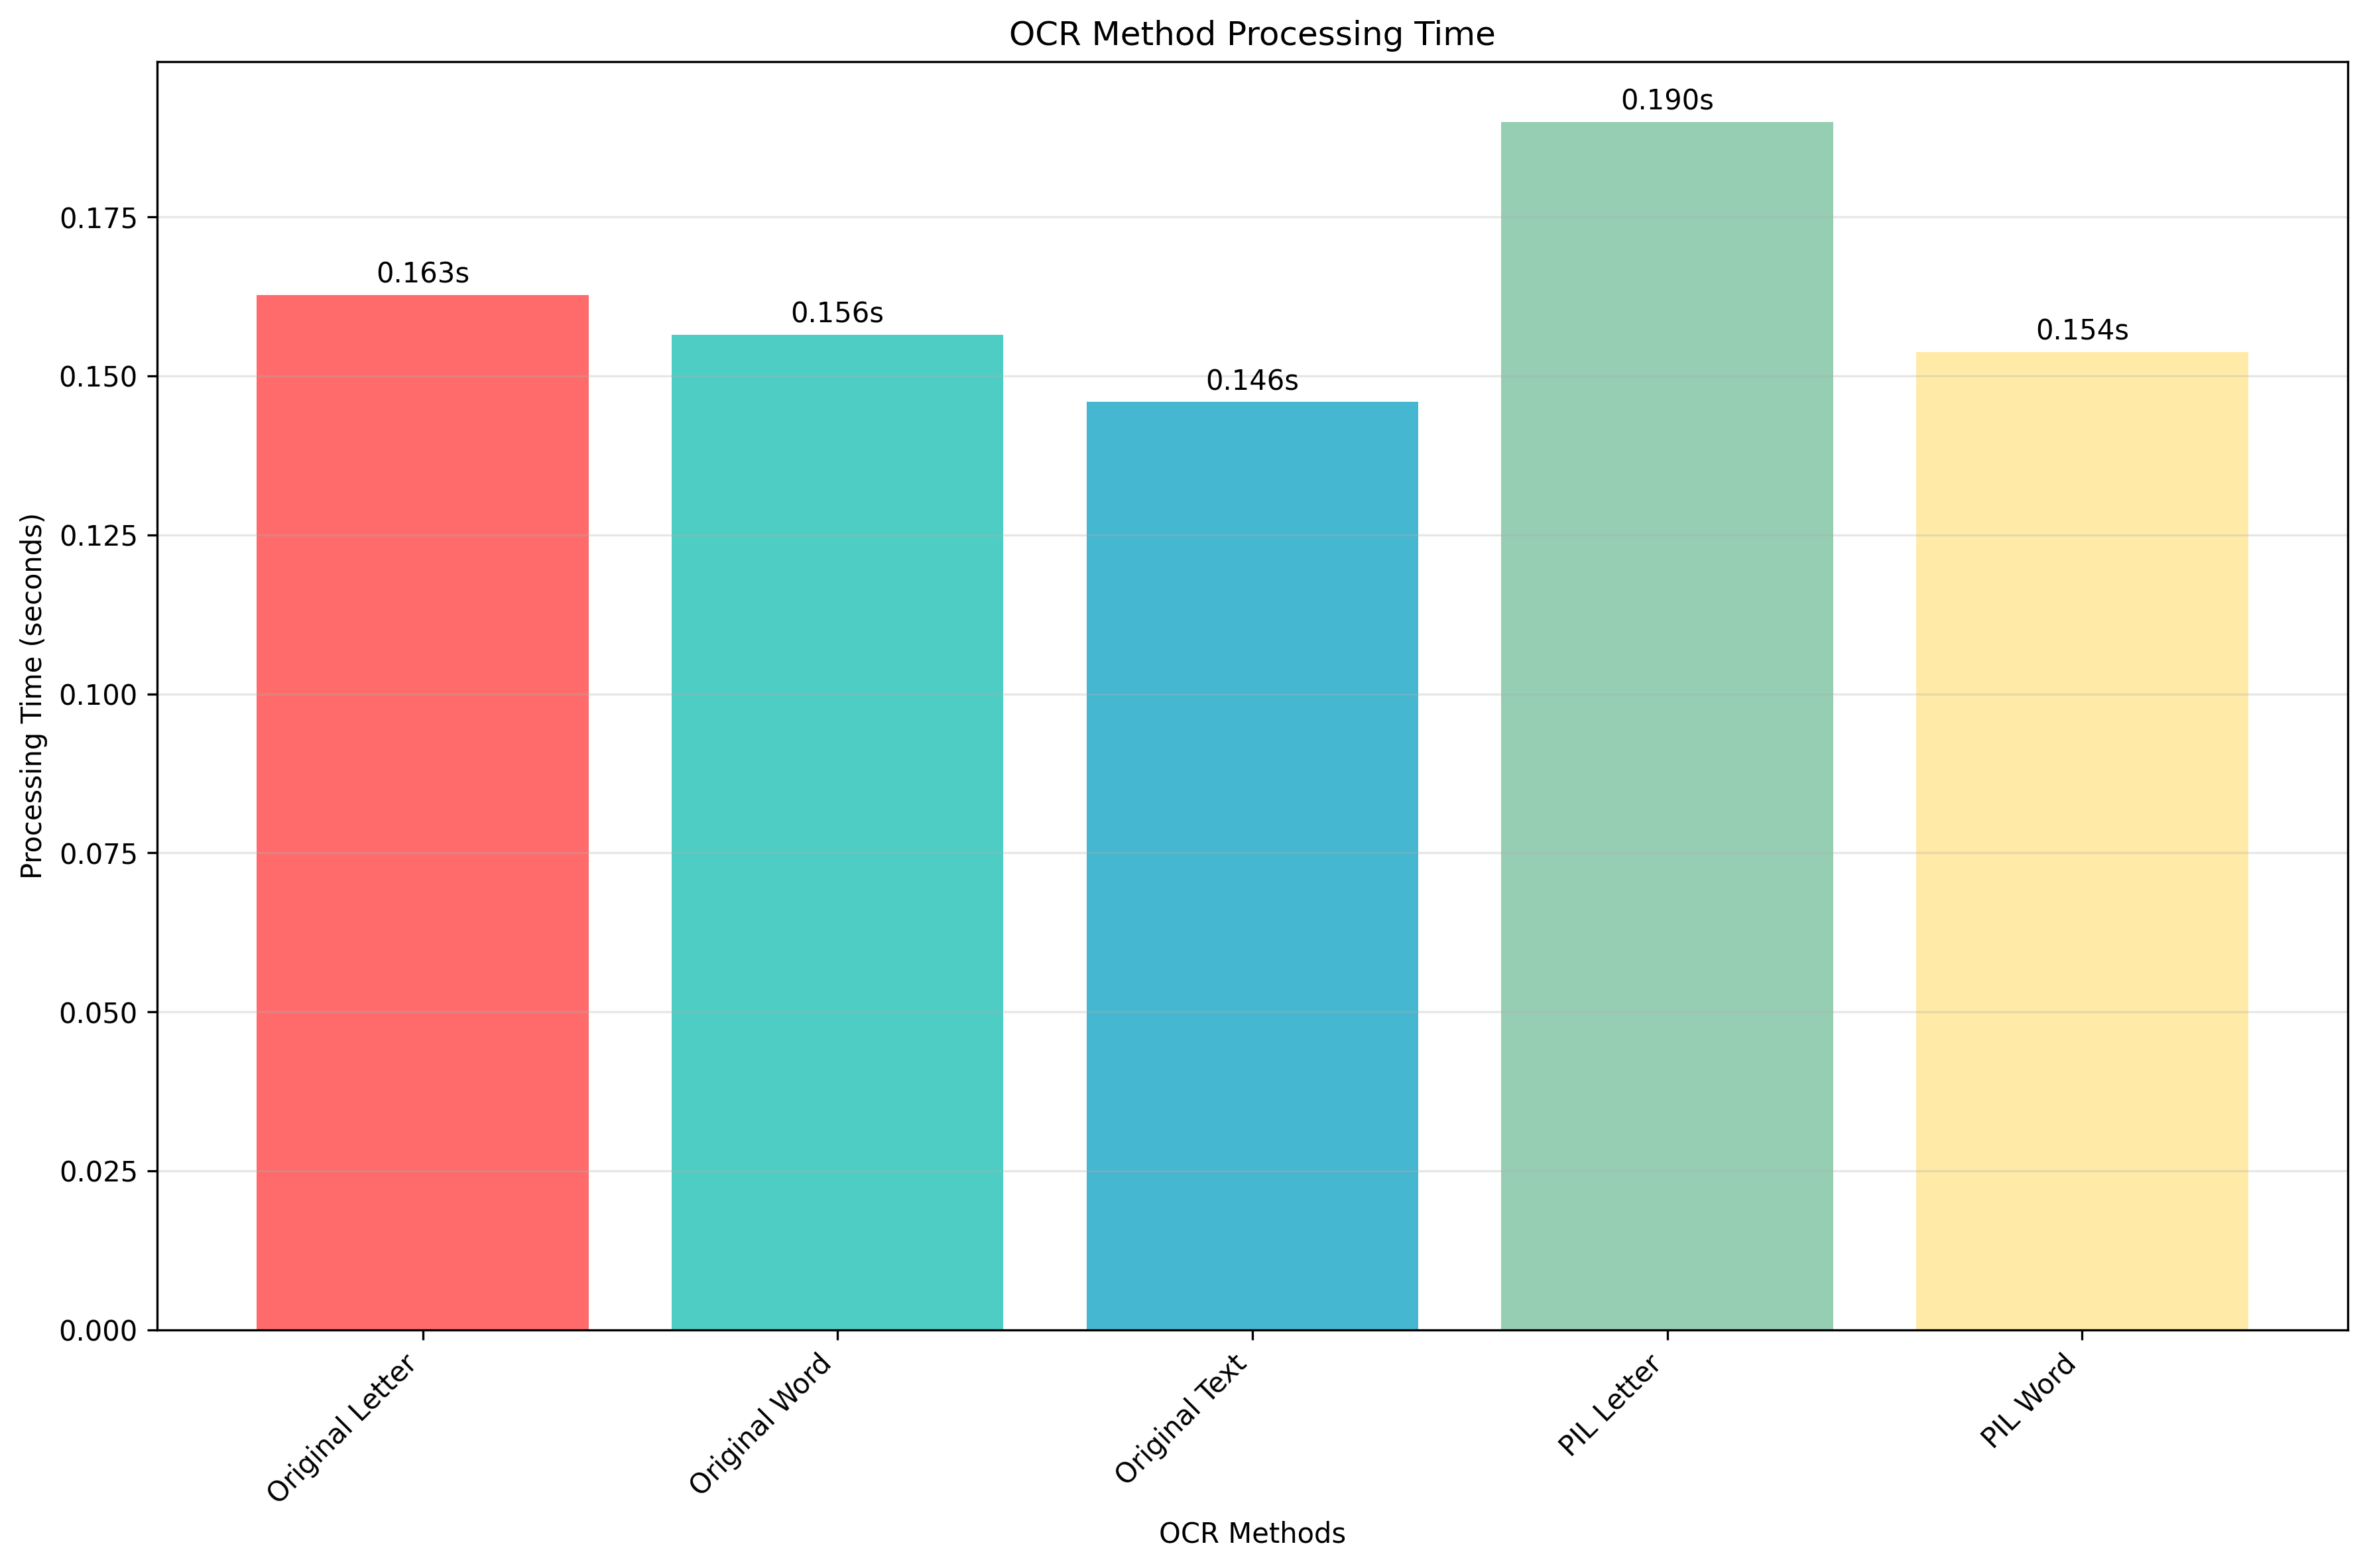 OCR Method Processing Time
0.190s
0.175
0.163s
0.156s
0.154s
0.150
0.146s
0.125
0.100
0.075
0.050
0.025
0.000
Processing Time (seconds)
Original Letter
Original Word
Original Text
PIL Letter
PIL Word
OCR Methods